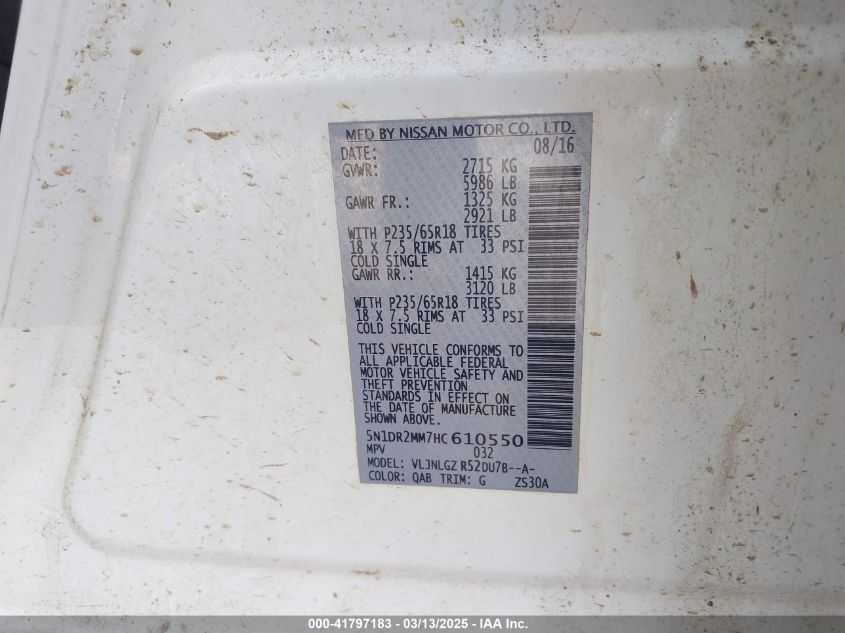 MFD BY NISSAN MOTOR CO., LTD.
DATE: 08/16
GVWR: 2715 KG
5986 LB
GAWR FR.: 1325 KG
2921 LB
WITH P235/65R18 TIRES
18 X 7.5 RIMS AT 33 PSI
COLD SINGLE
GAWR RR.: 1415 KG
3120 LB
WITH P235/65R18 TIRES
18 X 7.5 RIMS AT 33 PSI
COLD SINGLE
THIS VEHICLE CONFORMS TO
ALL APPLICABLE FEDERAL
MOTOR VEHICLE SAFETY AND
THEFT PREVENTION
STANDARDS IN EFFECT ON
THE DATE OF MANUFACTURE
SHOWN ABOVE.
5N1DR2MM7HC610550
MPV 032
MODEL: VLJNLGZ R52DU7B--A-
COLOR: QAB TRIM: G ZS30A
000-41797183 / 03/13/2025 - IAA Inc.